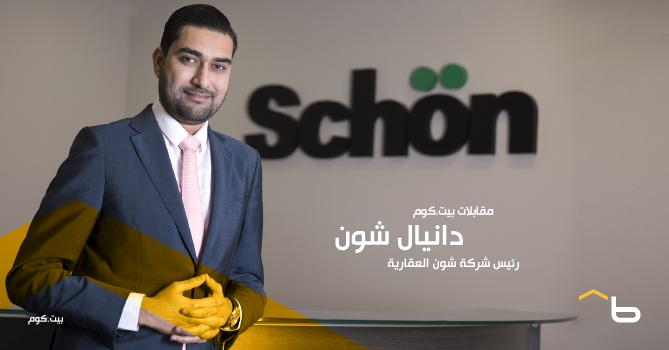 Schön
مقابلات بيت.كوم
دانيال شون
رئيس شركة شون العقارية
بيت.كوم
b